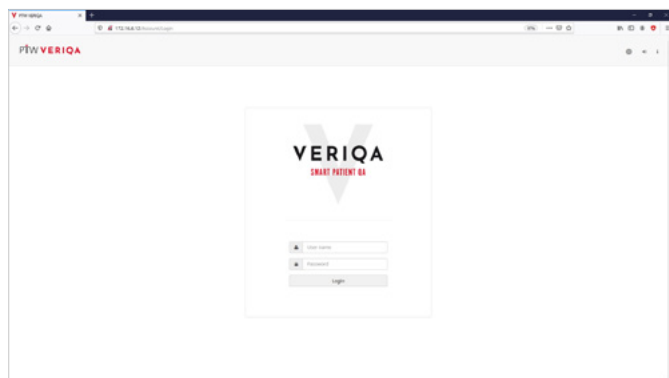 PTW VERIQA
VERIQA
SMART PATIENT QA
User name
Password
Login